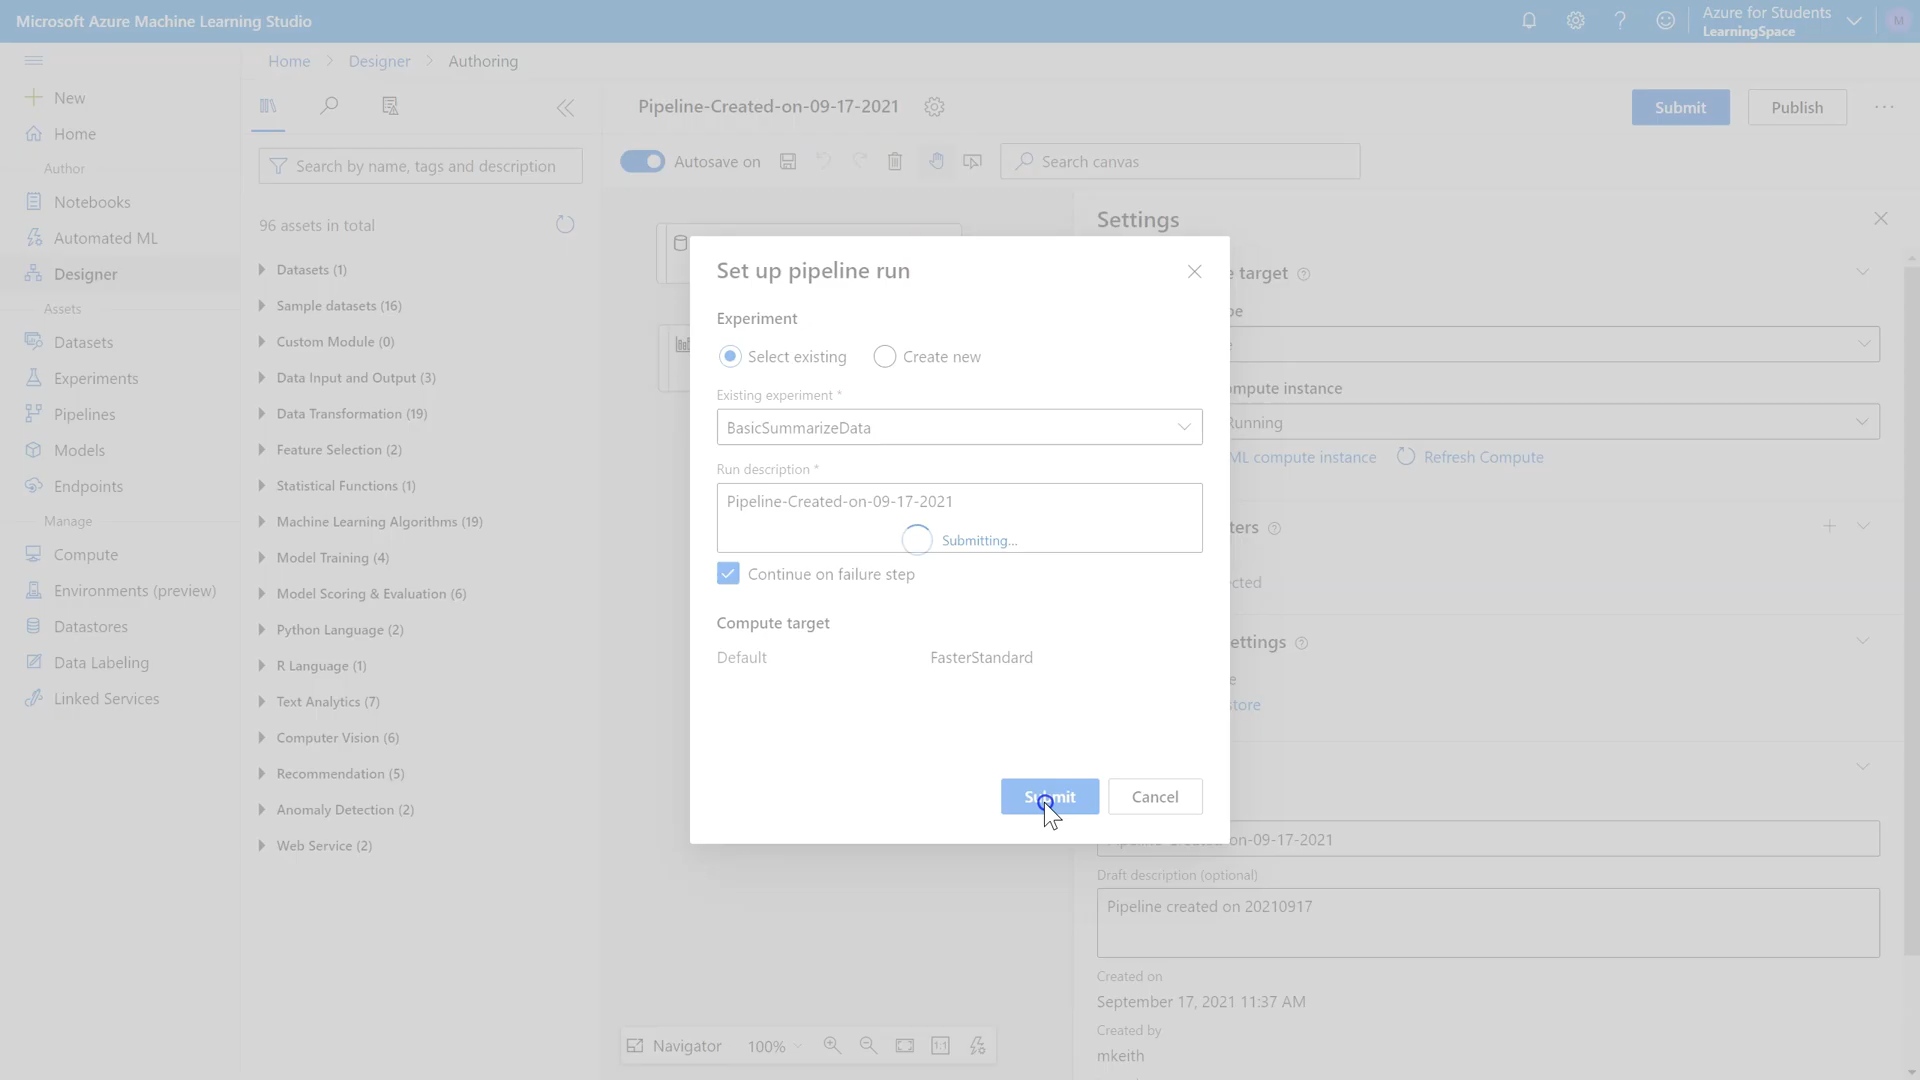 Microsoft Azure Machine Learning Studio
Azure for Students
LearningSpace
M
Home > Designer > Authoring
New
Home
Author
Notebooks
Automated ML
Designer
Assets
Datasets
Experiments
Pipelines
Models
Endpoints
Manage
Compute
Environments (preview)
Datastores
Data Labeling
Linked Services
Search by name, tags and description
96 assets in total
Datasets (1)
Sample datasets (16)
Custom Module (0)
Data Input and Output (3)
Data Transformation (19)
Feature Selection (2)
Statistical Functions (1)
Machine Learning Algorithms (19)
Model Training (4)
Model Scoring & Evaluation (6)
Python Language (2)
R Language (1)
Text Analytics (7)
Computer Vision (6)
Recommendation (5)
Anomaly Detection (2)
Web Service (2)
Pipeline-Created-on-09-17-2021
Submit
Publish
Autosave on
Search canvas
Set up pipeline run
Experiment
Select existing
Create new
Existing experiment *
BasicSummarizeData
Run description *
Pipeline-Created-on-09-17-2021
Submitting...
Continue on failure step
Compute target
Default
FasterStandard
Submit
Cancel
Navigator
100%
1:1
Settings
target
Running
ML compute instance
Refresh Compute
on-09-17-2021
Draft description (optional)
Pipeline created on 20210917
Created on
September 17, 2021 11:37 AM
Created by
mkeith